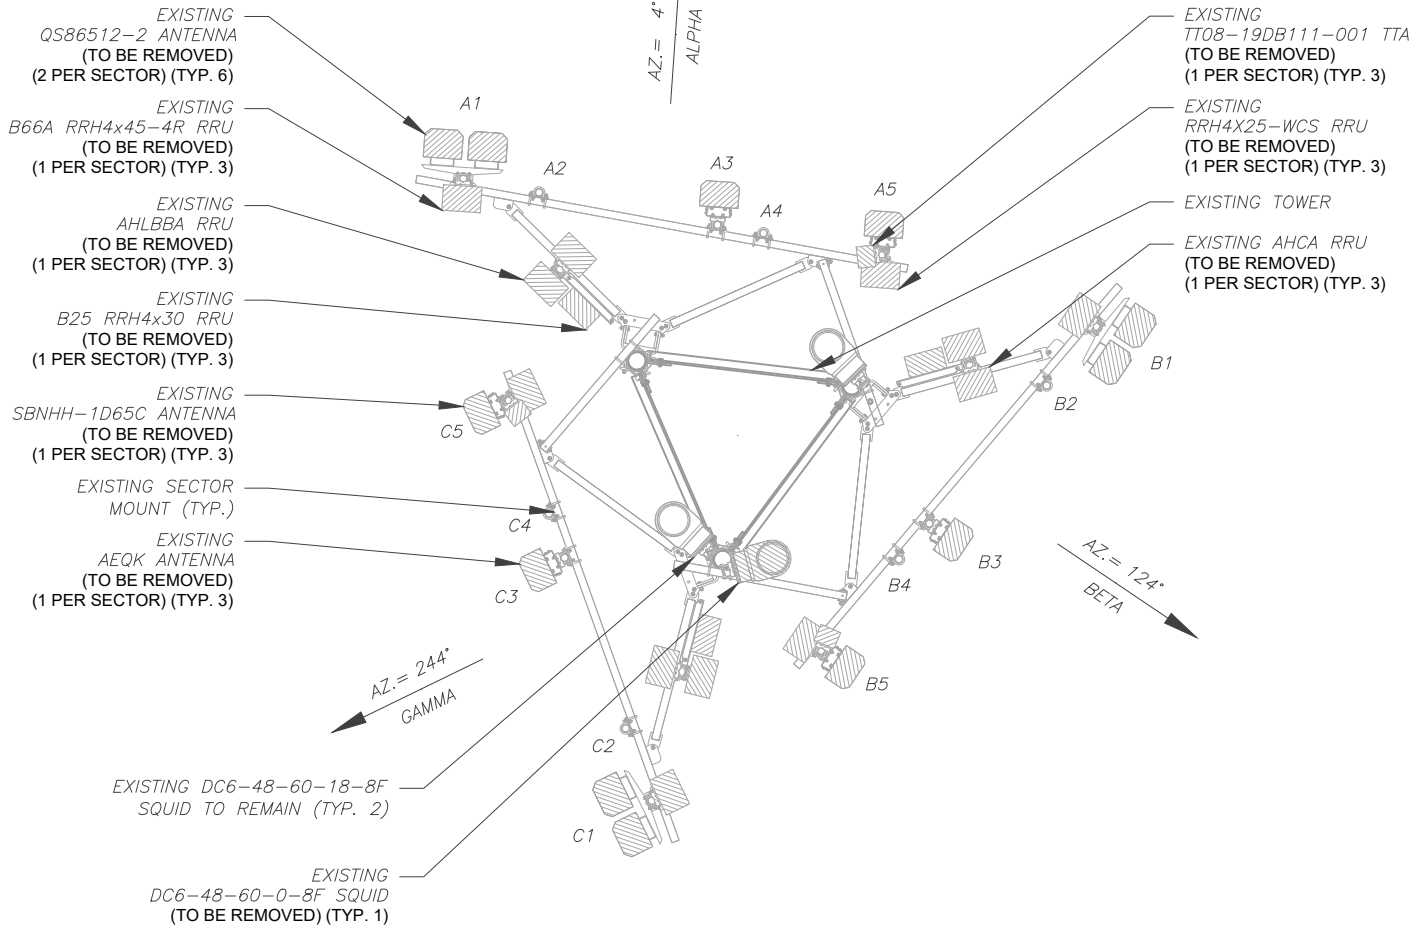 EXISTING
QS86512-2 ANTENNA
(TO BE REMOVED)
(2 PER SECTOR) (TYP. 6)
EXISTING
B66A RRH4x45-4R RRU
(TO BE REMOVED)
(1 PER SECTOR) (TYP. 3)
EXISTING
AHLBBA RRU
(TO BE REMOVED)
(1 PER SECTOR) (TYP. 3)
EXISTING
B25 RRH4x30 RRU
(TO BE REMOVED)
(1 PER SECTOR) (TYP. 3)
EXISTING
SBNHH-1D65C ANTENNA
(TO BE REMOVED)
(1 PER SECTOR) (TYP. 3)
EXISTING SECTOR
MOUNT (TYP.)
EXISTING
AEQK ANTENNA
(TO BE REMOVED)
(1 PER SECTOR) (TYP. 3)
AZ.= 4°
ALPHA
EXISTING
TT08-19DB111-001 TTA
(TO BE REMOVED)
(1 PER SECTOR) (TYP. 3)
EXISTING
RRH4X25-WCS RRU
(TO BE REMOVED)
(1 PER SECTOR) (TYP. 3)
EXISTING TOWER
EXISTING AHCA RRU
(TO BE REMOVED)
(1 PER SECTOR) (TYP. 3)
A1
A2
A3
A4
A5
B1
B2
B3
B4
B5
C5
C4
C3
C2
C1
AZ.= 124°
BETA
AZ.= 244°
GAMMA
EXISTING DC6-48-60-18-8F
SQUID TO REMAIN (TYP. 2)
EXISTING
DC6-48-60-0-8F SQUID
(TO BE REMOVED) (TYP. 1)